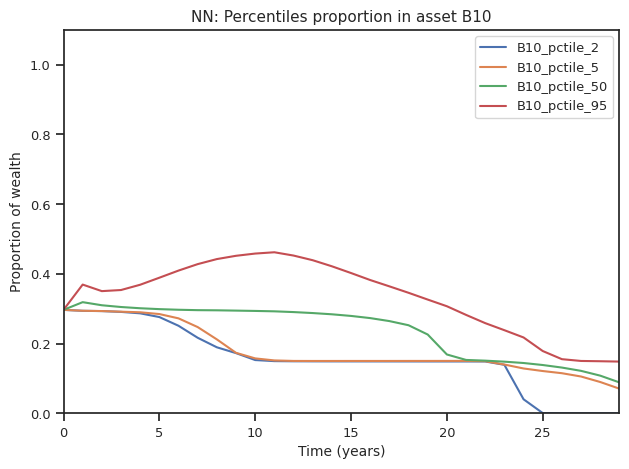 NN: Percentiles proportion in asset B10
B10_pctile_2
B10_pctile_5
B10_pctile_50
B10_pctile_95
Proportion of wealth
1.0
0.8
0.6
0.4
0.2
0.0
0 5 10 15 20 25
Time (years)